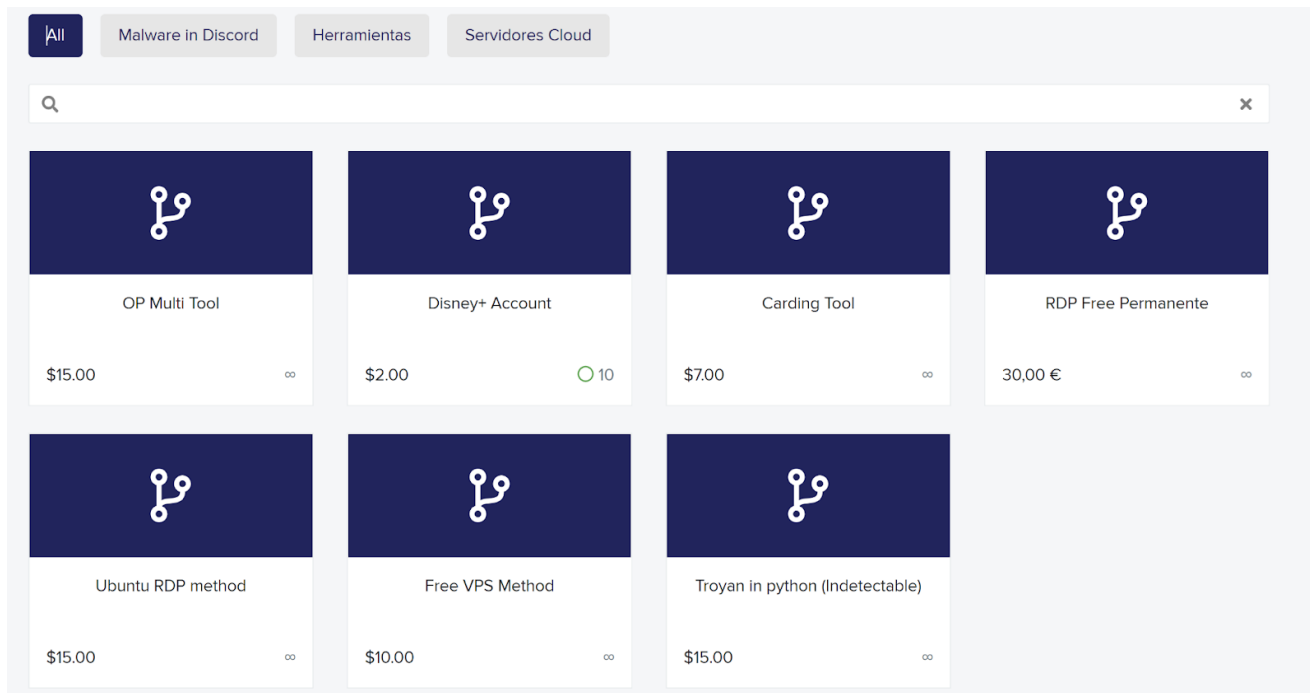 All
Malware in Discord
Herramientas
Servidores Cloud
OP Multi Tool
Disney+ Account
Carding Tool
RDP Free Permanente
$15.00 ∞
$2.00 10
$7.00 ∞
30,00 € ∞
Ubuntu RDP method
Free VPS Method
Troyan in python (Indetectable)
$15.00 ∞
$10.00 ∞
$15.00 ∞